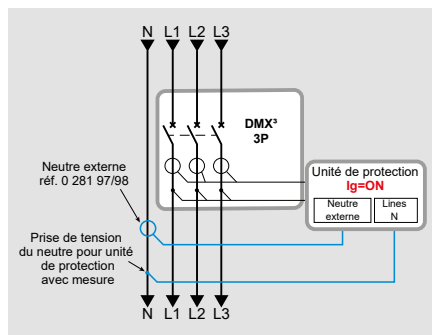 N L1 L2 L3
DMX³
3P
Unité de protection
Ig=ON
Neutre
externe
Lines
N
Neutre externe
réf. 0 281 97/98
Prise de tension
du neutre pour unité
de protection
avec mesure
N L1 L2 L3